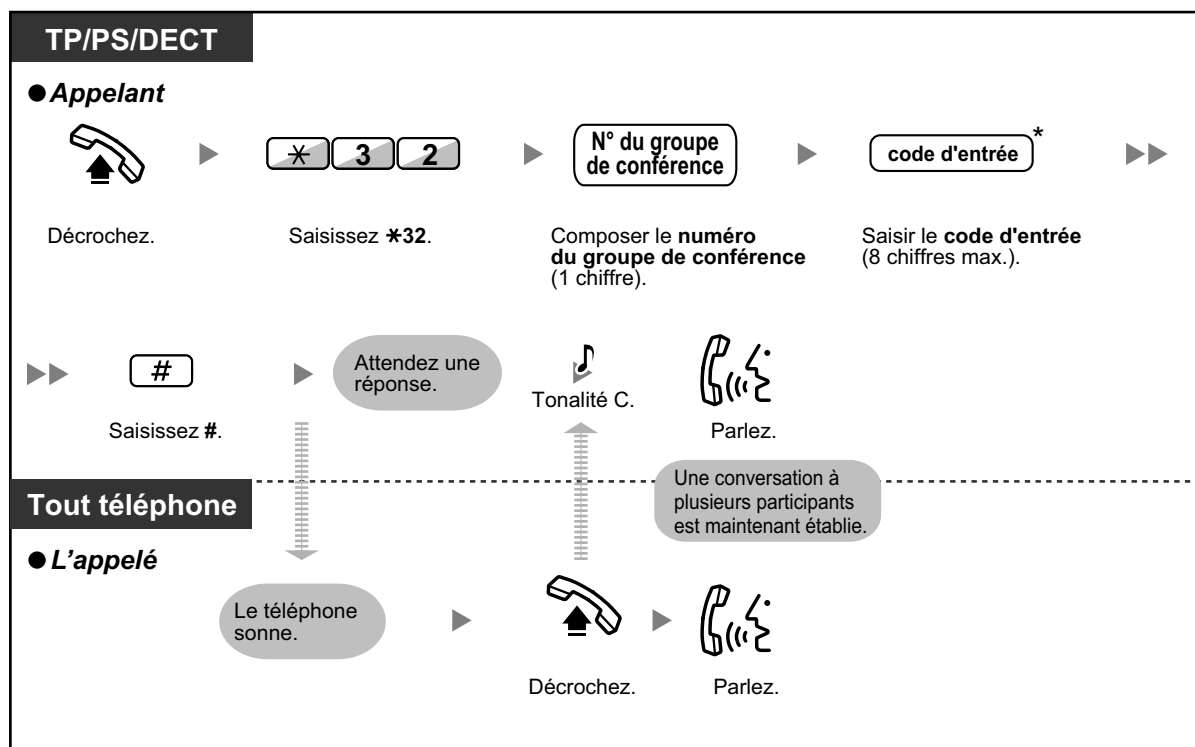 TP/PS/DECT
● Appelant
* 3 2
N° du groupe
de conférence
code d'entrée *
Décrochez.
Saisissez *32.
Composer le numéro
du groupe de conférence
(1 chiffre).
Saisir le code d'entrée
(8 chiffres max.).
#
Attendez une
réponse.
Tonalité C.
Saisissez #.
Parlez.
Une conversation à
plusieurs participants
est maintenant établie.
Tout téléphone
● L’appelé
Le téléphone
sonne.
Décrochez.
Parlez.